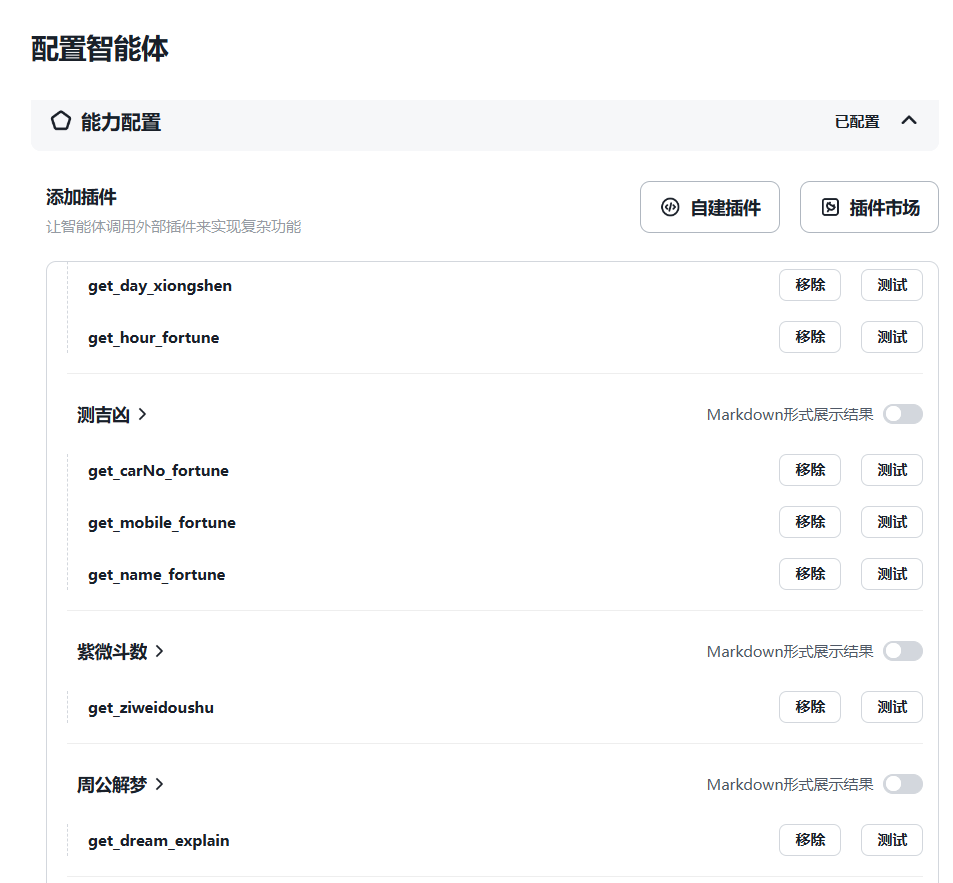 配置智能体
能力配置 已配置
添加插件
让智能体调用外部插件来实现复杂功能
自建插件 插件市场
get_day_xiongshen 移除 测试
get_hour_fortune 移除 测试
测吉凶 Markdown形式展示结果
get_carNo_fortune 移除 测试
get_mobile_fortune 移除 测试
get_name_fortune 移除 测试
紫微斗数 Markdown形式展示结果
get_ziweidoushu 移除 测试
周公解梦 Markdown形式展示结果
get_dream_explain 移除 测试